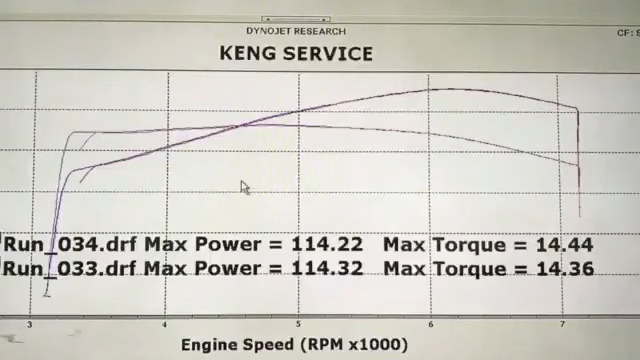 DYNOJET RESEARCH
CF: S
KENG SERVICE
Run_034.drf Max Power = 114.22 Max Torque = 14.44
Run_033.drf Max Power = 114.32 Max Torque = 14.36
3 4 5 6 7
Engine Speed (RPM x1000)